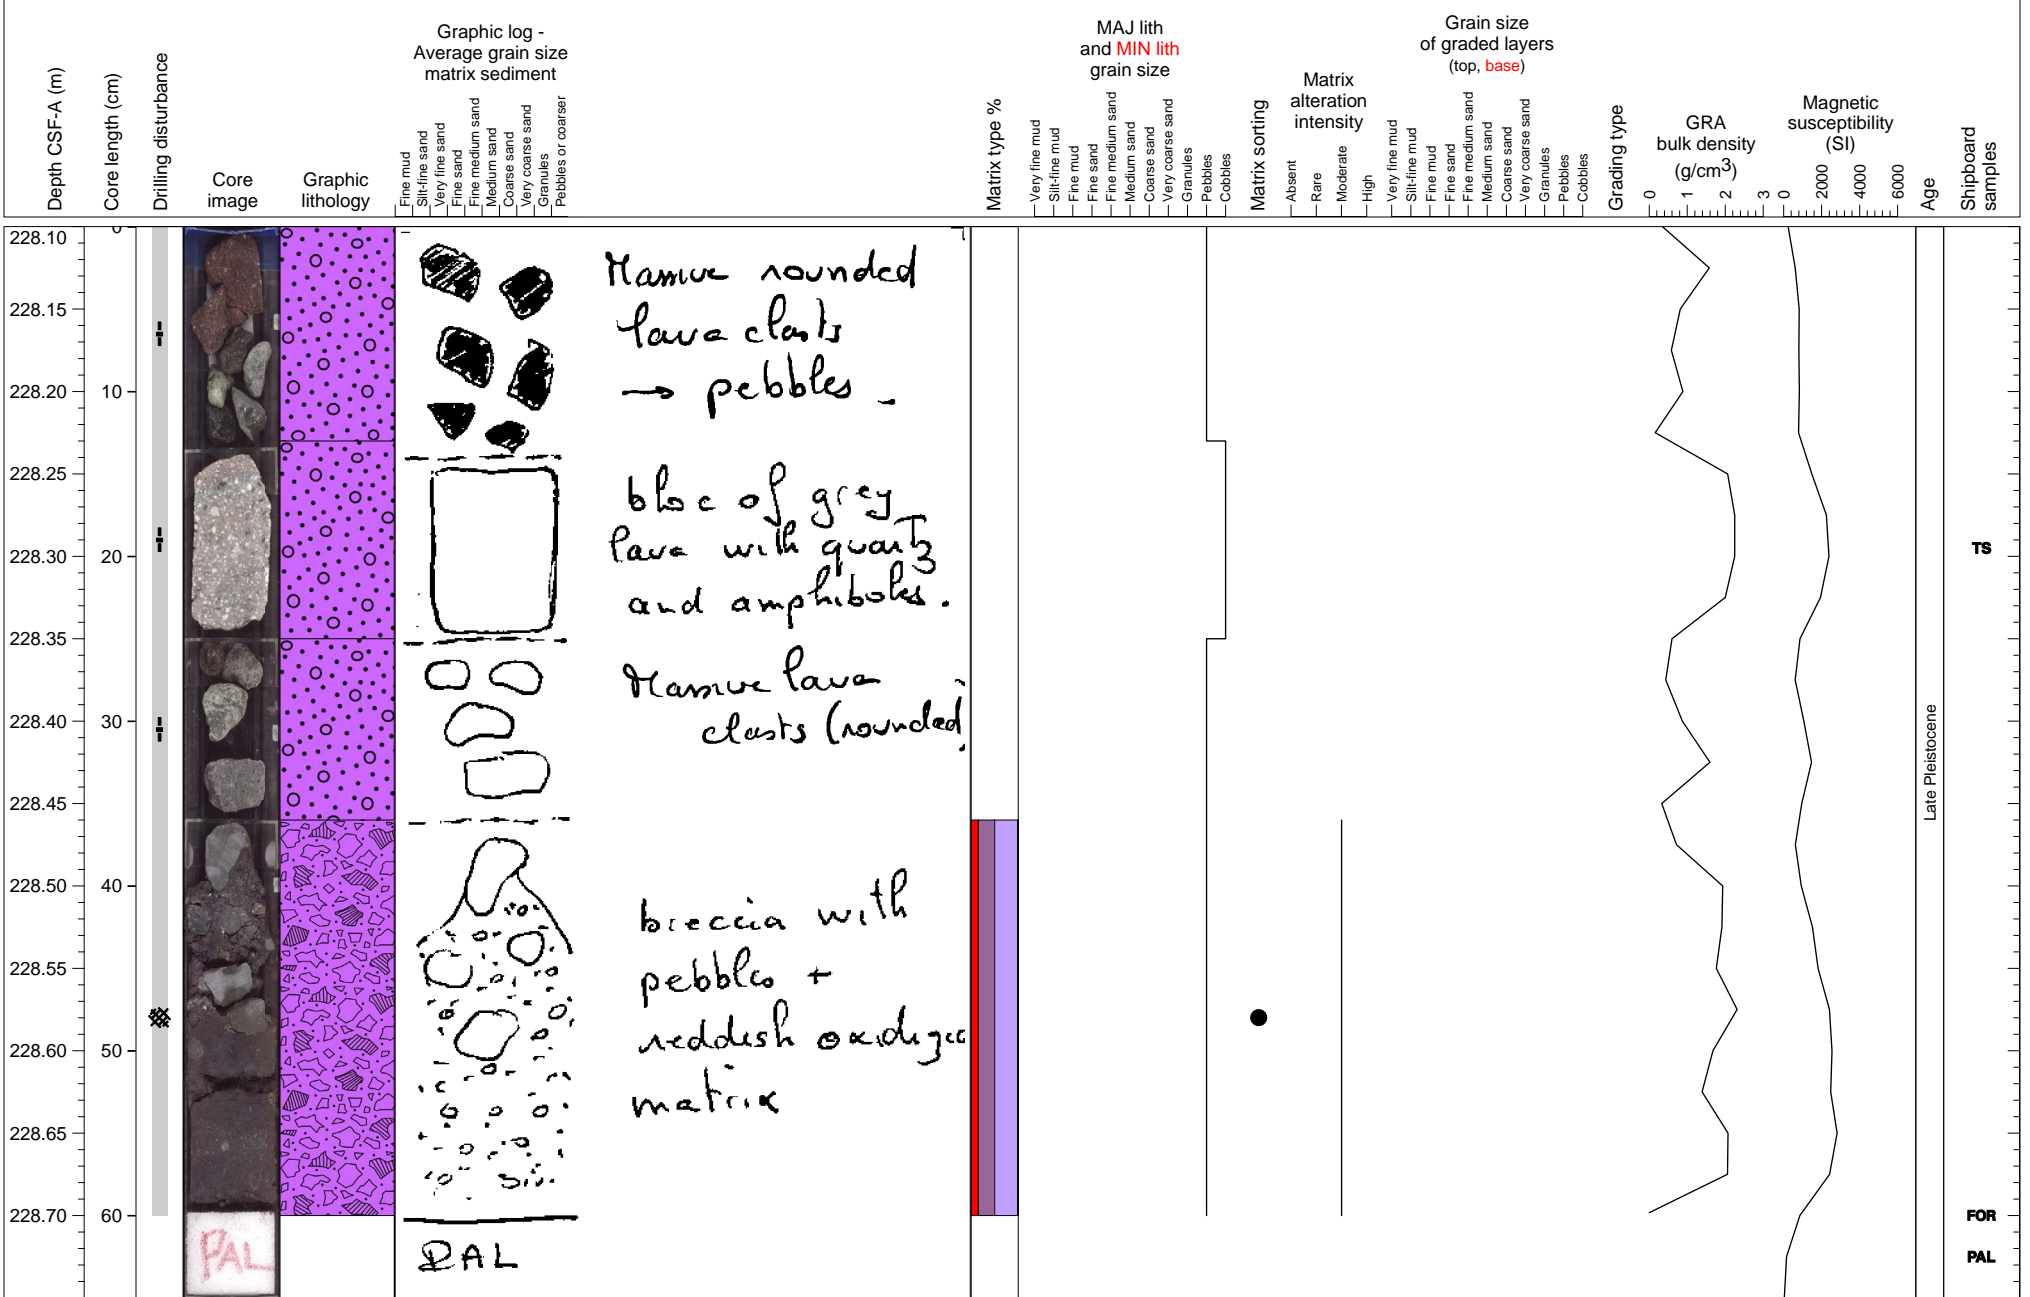 Depth CSF-A (m)
Core length (cm)
Drilling disturbance
Core
image
Graphic
lithology
Graphic log -
Average grain size
matrix sediment
Fine mud
Silt-fine sand
Very fine sand
Fine sand
Fine medium sand
Medium sand
Coarse sand
Very coarse sand
Granules
Pebbles or coarser
Matrix type %
MAJ lith
and MIN lith
grain size
Very fine mud
Silt-fine mud
Fine mud
Fine sand
Fine medium sand
Medium sand
Coarse sand
Very coarse sand
Granules
Pebbles
Cobbles
Matrix sorting
Matrix
alteration
intensity
Absent
Rare
Moderate
High
Grain size
of graded layers
(top, base)
Very fine mud
Silt-fine mud
Fine mud
Fine sand
Fine medium sand
Medium sand
Coarse sand
Very coarse sand
Granules
Pebbles
Cobbles
Grading type
GRA
bulk density
(g/cm3)
0 1 2 3
Magnetic
susceptibility
(SI)
0 2000 4000 6000
Age
Shipboard
samples
228.10
228.15
228.20
228.25
228.30
228.35
228.40
228.45
228.50
228.55
228.60
228.65
228.70
0
10
20
30
40
50
60
PAL
Massive rounded
lava clasts
→ pebbles
bloc of grey
lava with quartz
and amphiboles.
Massive lava
clasts (rounded)
breccia with
pebbles +
reddish oxidized
matrix
PAL
Late Pleistocene
TS
FOR
PAL